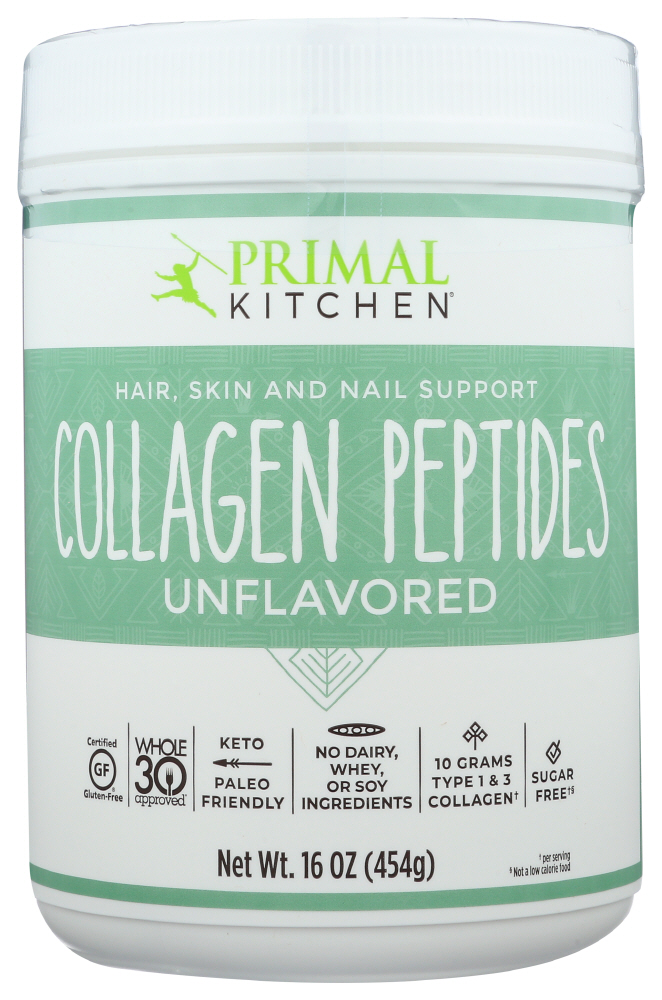 PRIMAL
KITCHEN®
HAIR, SKIN AND NAIL SUPPORT
COLLAGEN PEPTIDES
UNFLAVORED
Certified
GF®
Gluten-Free
WHOLE
30
approved®
KETO
PALEO
FRIENDLY
NO DAIRY,
WHEY,
OR SOY
INGREDIENTS
10 GRAMS
TYPE 1 & 3
COLLAGEN†
SUGAR
FREE†§
Net Wt. 16 OZ (454g)
† per serving
§ Not a low calorie food